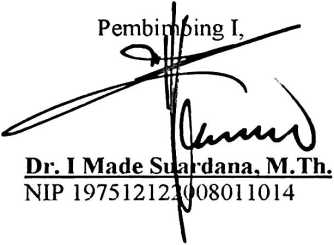 Pembimbing I,
Dr. I Made Suardana, M.Th.
NIP 197512122008011014